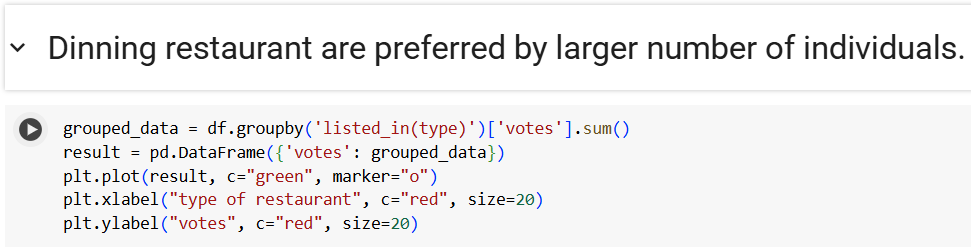 Dinning restaurant are preferred by larger number of individuals.
grouped_data = df.groupby('listed_in(type)')['votes'].sum()
result = pd.DataFrame({'votes': grouped_data})
plt.plot(result, c="green", marker="o")
plt.xlabel("type of restaurant", c="red", size=20)
plt.ylabel("votes", c="red", size=20)